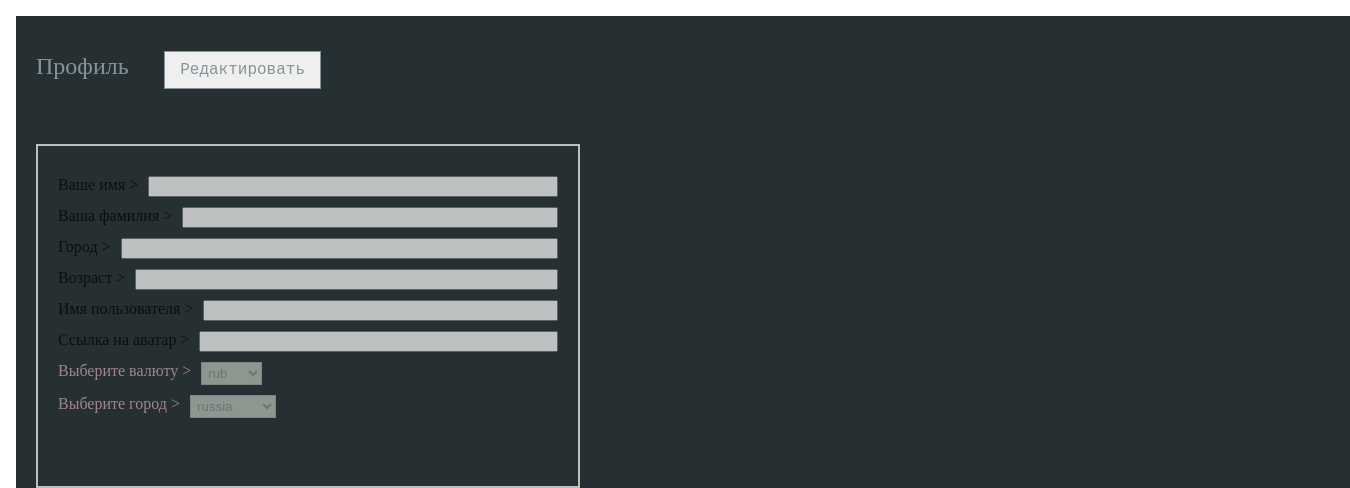 Профиль Редактировать
Ваше имя >
Ваша фамилия >
Город >
Возраст >
Имя пользователя >
Ссылка на аватар >
Выберите валюту > rub
Выберите город > russia